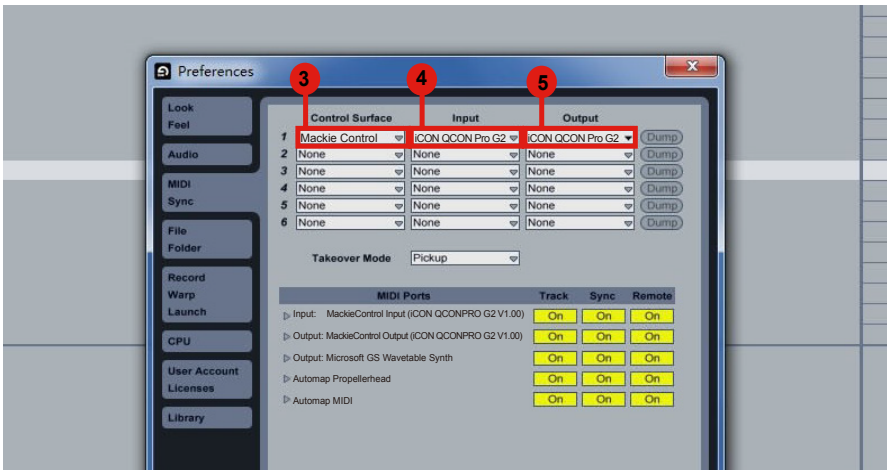 Preferences
X
3
4
5
Look
Feel
Audio
MIDI
Sync
File
Folder
Record
Warp
Launch
CPU
User Account
Licenses
Library
Control Surface Input Output
1 Mackie Control iCON QCON Pro G2 iCON QCON Pro G2 Dump
2 None None None Dump
3 None None None Dump
4 None None None Dump
5 None None None Dump
6 None None None Dump
Takeover Mode Pickup
MIDI Ports Track Sync Remote
Input: MackieControl Input (iCON QCONPRO G2 V1.00) On On On
Output: MackieControl Output (iCON QCONPRO G2 V1.00) On On On
Output: Microsoft GS Wavetable Synth On On On
Automap Propellerhead On On On
Automap MIDI On On On